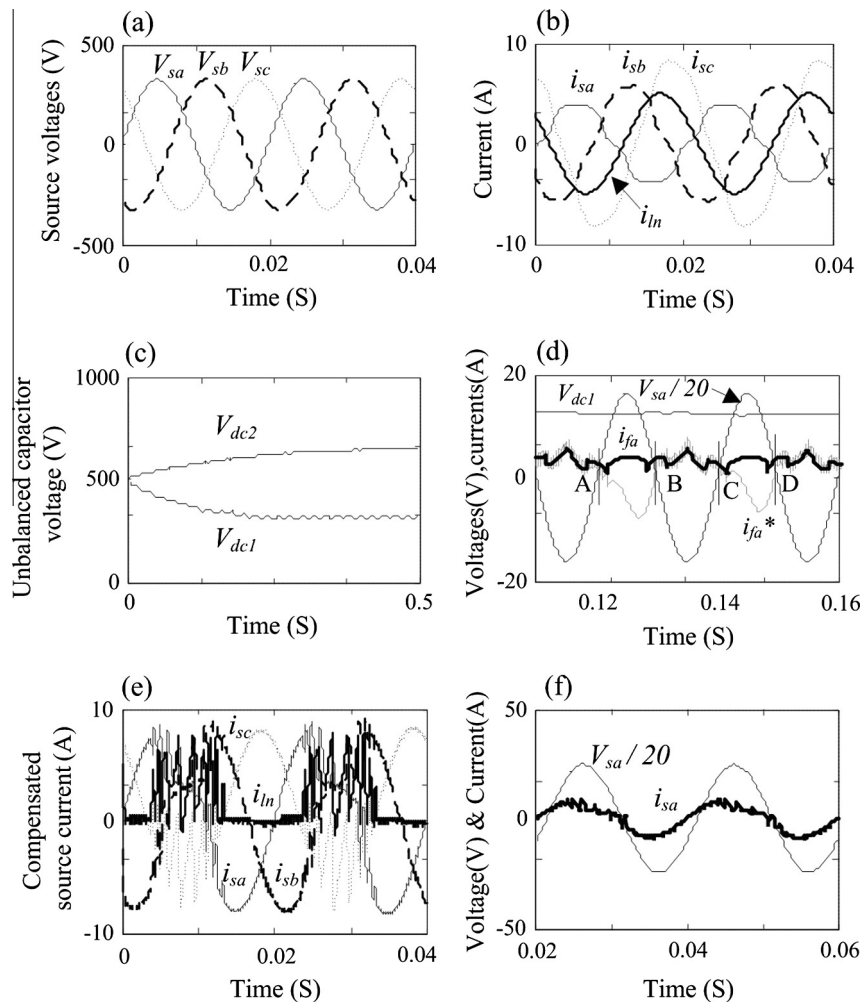 (a)
Source voltages (V)
500
0
-500
V_sa V_sb V_sc
0 0.02 0.04
Time (S)
(b)
Current (A)
10
0
-10
i_sa i_sb i_sc
i_ln
0 0.02 0.04
Time (S)
(c)
Unbalanced capacitor
voltage (V)
1000
500
0
V_dc2
V_dc1
0 0.5
Time (S)
(d)
Voltages(V),currents(A)
20
0
-20
V_dc1 V_sa / 20
i_fa
A B C D
i_fa*
0.12 0.14 0.16
Time (S)
(e)
Compensated
source current (A)
10
0
-10
i_sc
i_ln
i_sa i_sb
0 0.02 0.04
Time (S)
(f)
Voltage(V) & Current(A)
50
0
-50
V_sa / 20
i_sa
0.02 0.04 0.06
Time (S)